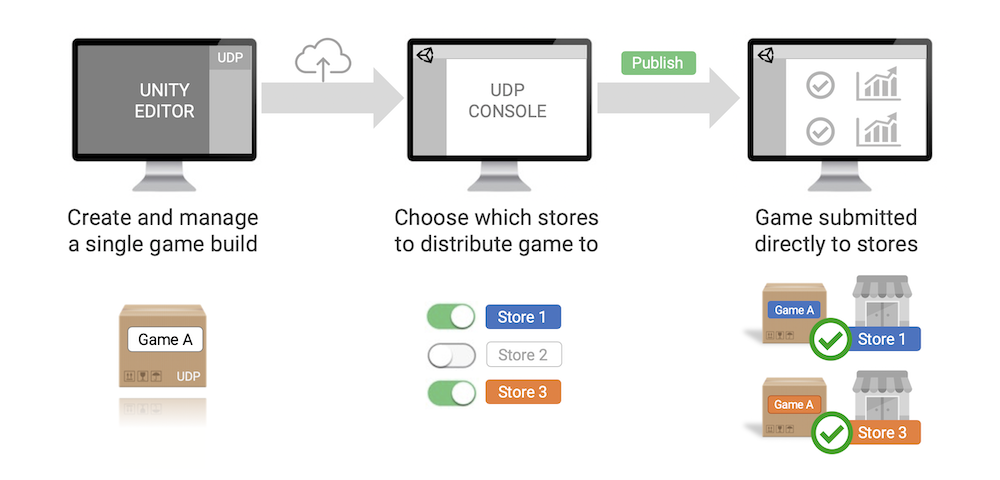 UDP
UNITY
EDITOR
UDP
CONSOLE
Publish
Create and manage
a single game build
Choose which stores
to distribute game to
Game submitted
directly to stores
Game A
UDP
Store 1
Store 2
Store 3
Game A
Store 1
Game A
Store 3